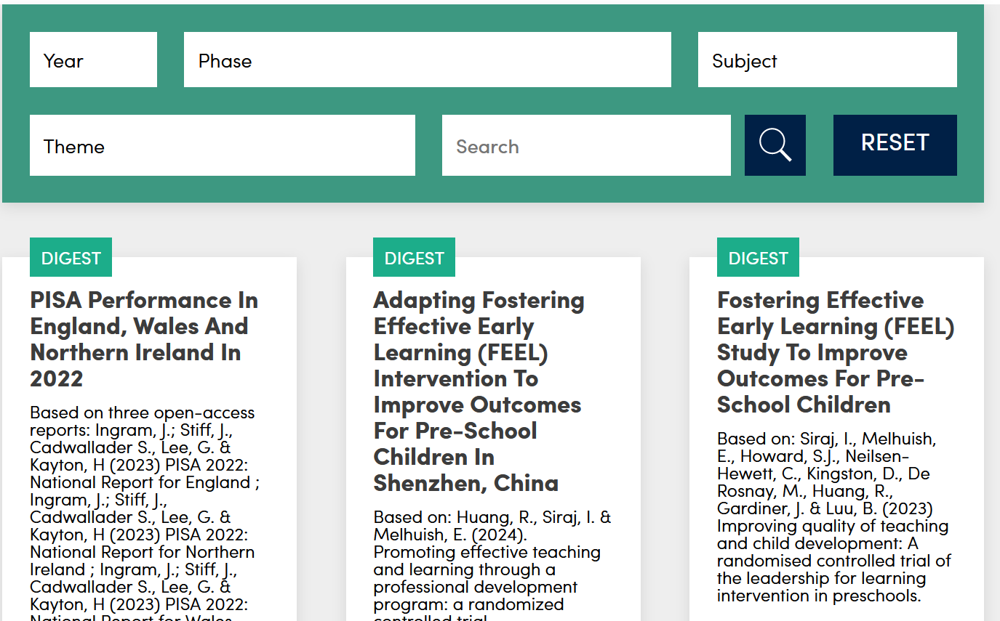 Year
Phase
Subject
Theme
Search
RESET
DIGEST
PISA Performance In
England, Wales And
Northern Ireland In
2022
Based on three open-access
reports: Ingram, J.; Stiff, J.,
Cadwallader S., Lee, G. &
Kayton, H (2023) PISA 2022:
National Report for England ;
Ingram, J.; Stiff, J.,
Cadwallader S., Lee, G. &
Kayton, H (2023) PISA 2022:
National Report for Northern
Ireland ; Ingram, J.; Stiff, J.,
Cadwallader S., Lee, G. &
Kayton, H (2023) PISA 2022:
National Report for Wales
DIGEST
Adapting Fostering
Effective Early
Learning (FEEL)
Intervention To
Improve Outcomes
For Pre-School
Children In
Shenzhen, China
Based on: Huang, R., Siraj, I. &
Melhuish, E. (2024).
Promoting effective teaching
and learning through a
professional development
program: a randomized
controlled trial
DIGEST
Fostering Effective
Early Learning (FEEL)
Study To Improve
Outcomes For Pre-
School Children
Based on: Siraj, I., Melhuish,
E., Howard, S.J., Neilsen-
Hewett, C., Kingston, D., De
Rosnay, M., Huang, R.,
Gardiner, J. & Luu, B. (2023)
Improving quality of teaching
and child development: A
randomised controlled trial of
the leadership for learning
intervention in preschools.